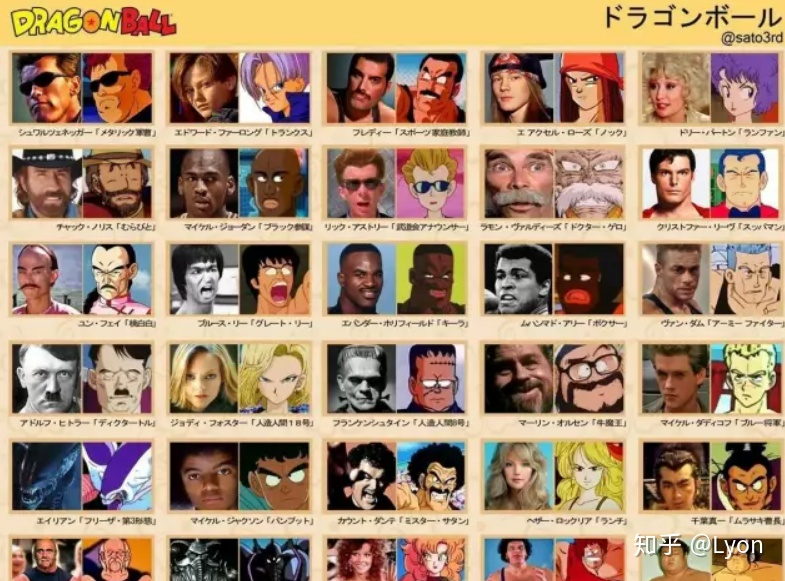 DRAGON BALL
ドラゴンボール
@sato3rd
シュワルツェネッガー「メタリック軍曹」
エドワード・ファーロング「トランクス」
フレディー「スポーツ家庭教師」
エ アクセル・ローズ「ノック」
ドリー・パートン「ランファン」
チャック・ノリス「むらびと」
マイケル・ジョーダン「ブラック参謀」
リック・アストリー「武道会アナウンサー」
ラモン・ヴァルディーズ「ドクター・ゲロ」
クリストファー・リーヴ「スッパマン」
ユン・フェイ「桃白白」
ブルース・リー「グレート・リー」
エバンダー・ホリフィールド「キーラ」
ムハンマド・アリー「ボクサー」
ヴァン・ダム「アーミー ファイター」
アドルフ・ヒトラー「ディクタートル」
ジョディ・フォスター「人造人間18号」
フランケンシュタイン「人造人間8号」
マーリン・オルセン「牛魔王」
マイケル・ダディコフ「ブルー将軍」
エイリアン「フリーザ・第3形態」
マイケル・ジャクソン「パンプット」
カウント・ダンテ「ミスター・サタン」
ヘザー・ロックリア「ランチ」
千葉真一「ムラサキ曹長」
知乎 @Lyon